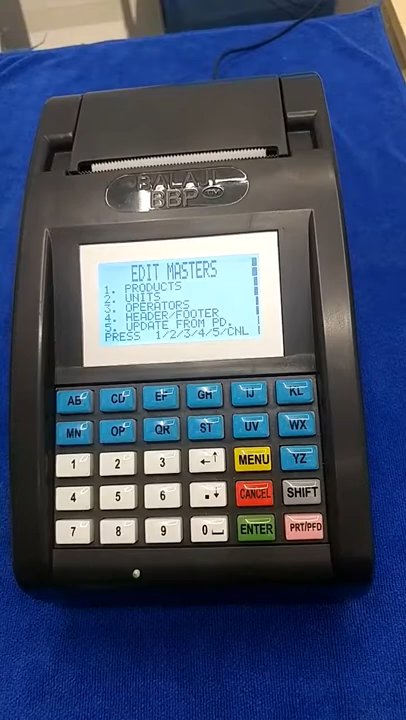 BALAJI
BBP TM
EDIT MASTERS
1. PRODUCTS
2. UNITS
3. OPERATORS
4. HEADER/FOOTER
5. UPDATE FROM PD.
PRESS 1/2/3/4/5/CNL
AB CD EF GH IJ KL
MN OP QR ST UV WX
1 2 3 MENU YZ
4 5 6 . CANCEL SHIFT
7 8 9 0 ENTER PRT/PFD